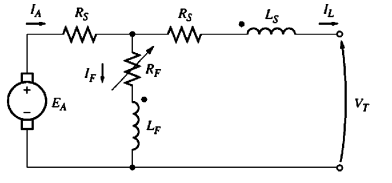 I_A R_S R_S L_S I_L
I_F R_F
+
− E_A L_F V_T